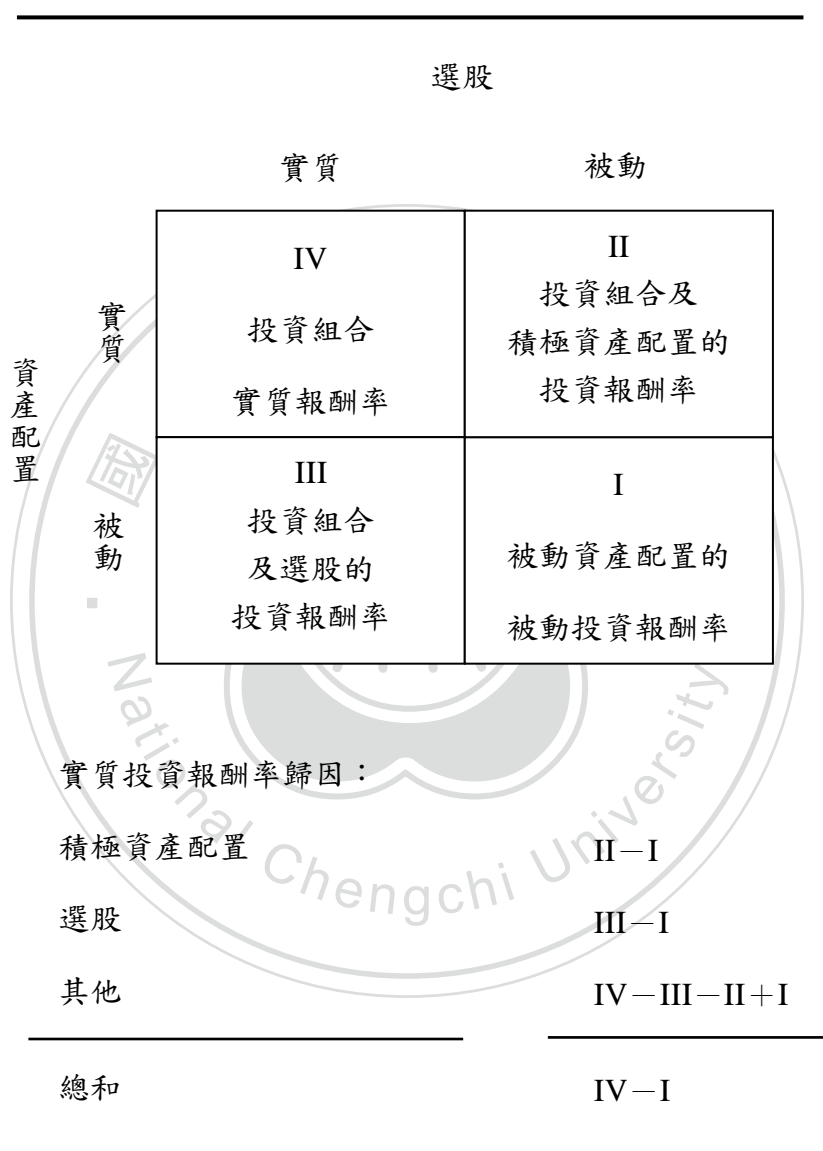 選股
實質
被動
資產配置
實質
IV
投資組合
實質報酬率
II
投資組合及
積極資產配置的
投資報酬率
被動
III
投資組合
及選股的
投資報酬率
I
被動資產配置的
被動投資報酬率
實質投資報酬率歸因：
積極資產配置
II－I
選股
III－I
其他
IV－III－II＋I
總和
IV－I
國
National Chengchi University